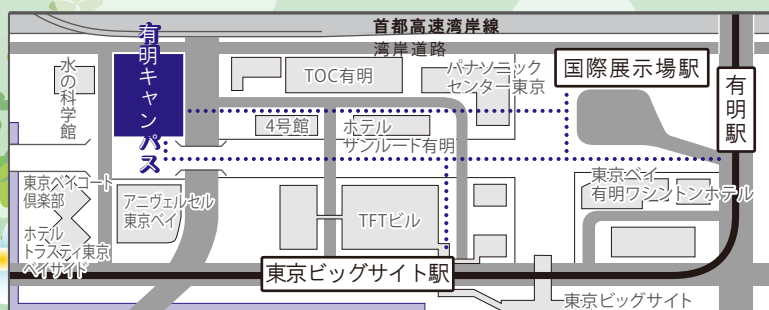 首都高速湾岸線
湾岸道路
有明キャンパス
水の科学館
TOC有明
パナソニック
センター東京
国際展示場駅
有明駅
4号館
ホテル
サンルート有明
東京ベイコート
倶楽部
アニヴェルセル
東京ベイ
TFTビル
東京ベイ
有明ワシントンホテル
ホテル
トラスティ東京
ベイサイド
東京ビッグサイト駅
東京ビッグサイト